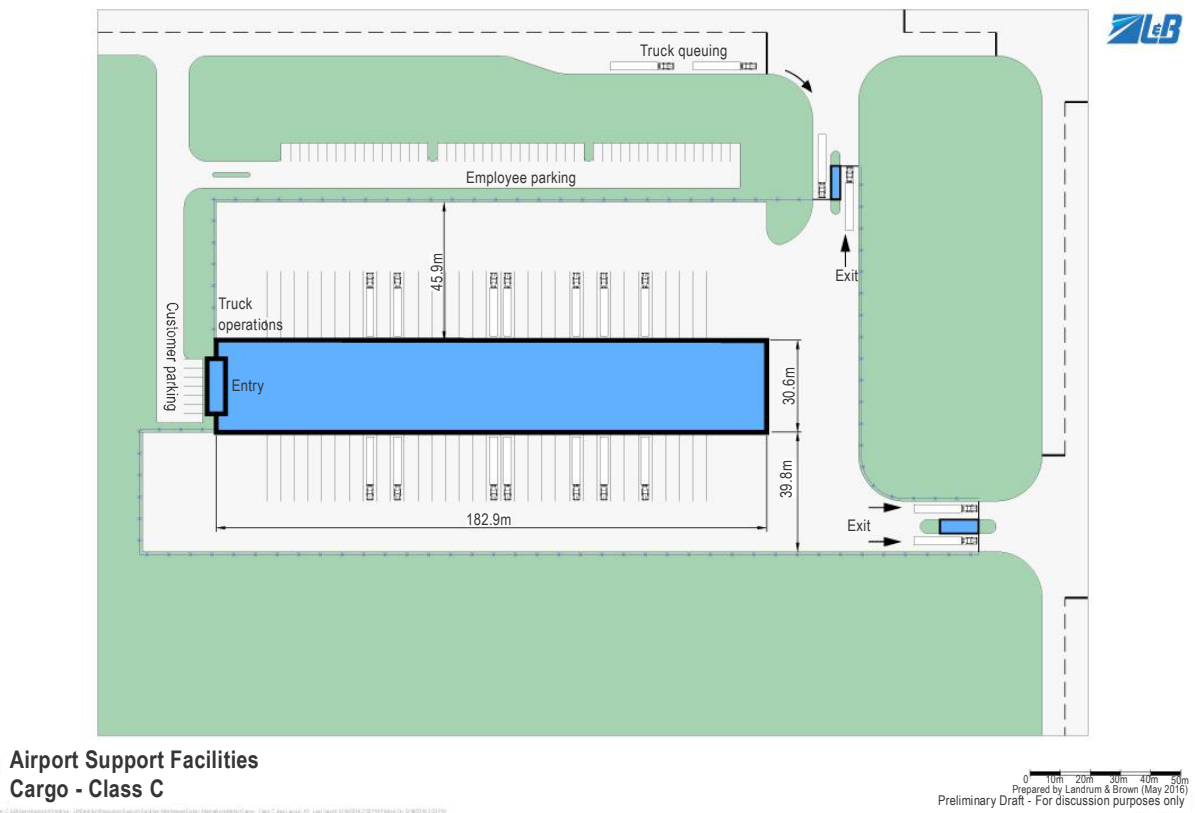 L&B
Truck queuing
Employee parking
45.9m
Exit
Truck
operations
Customer parking
Entry
30.6m
39.8m
182.9m
Exit
Airport Support Facilities
Cargo - Class C
0 10m 20m 30m 40m 50m
Prepared by Landrum & Brown (May 2016)
Preliminary Draft - For discussion purposes only